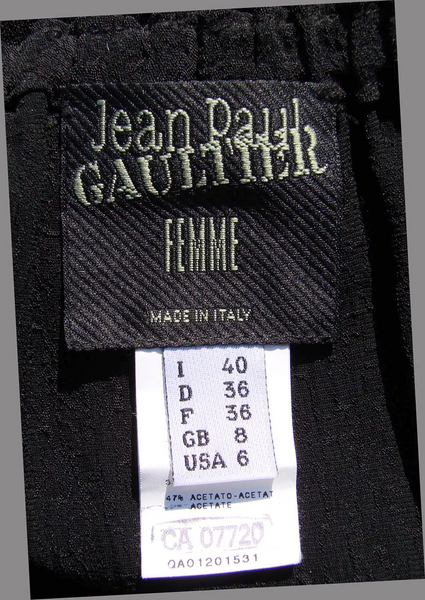 Jean Paul
GAULTIER
FEMME
MADE IN ITALY
I 40
D 36
F 36
GB 8
USA 6
47% ACETATO-ACETAT
ACETATE
CA 07720
QA01201531